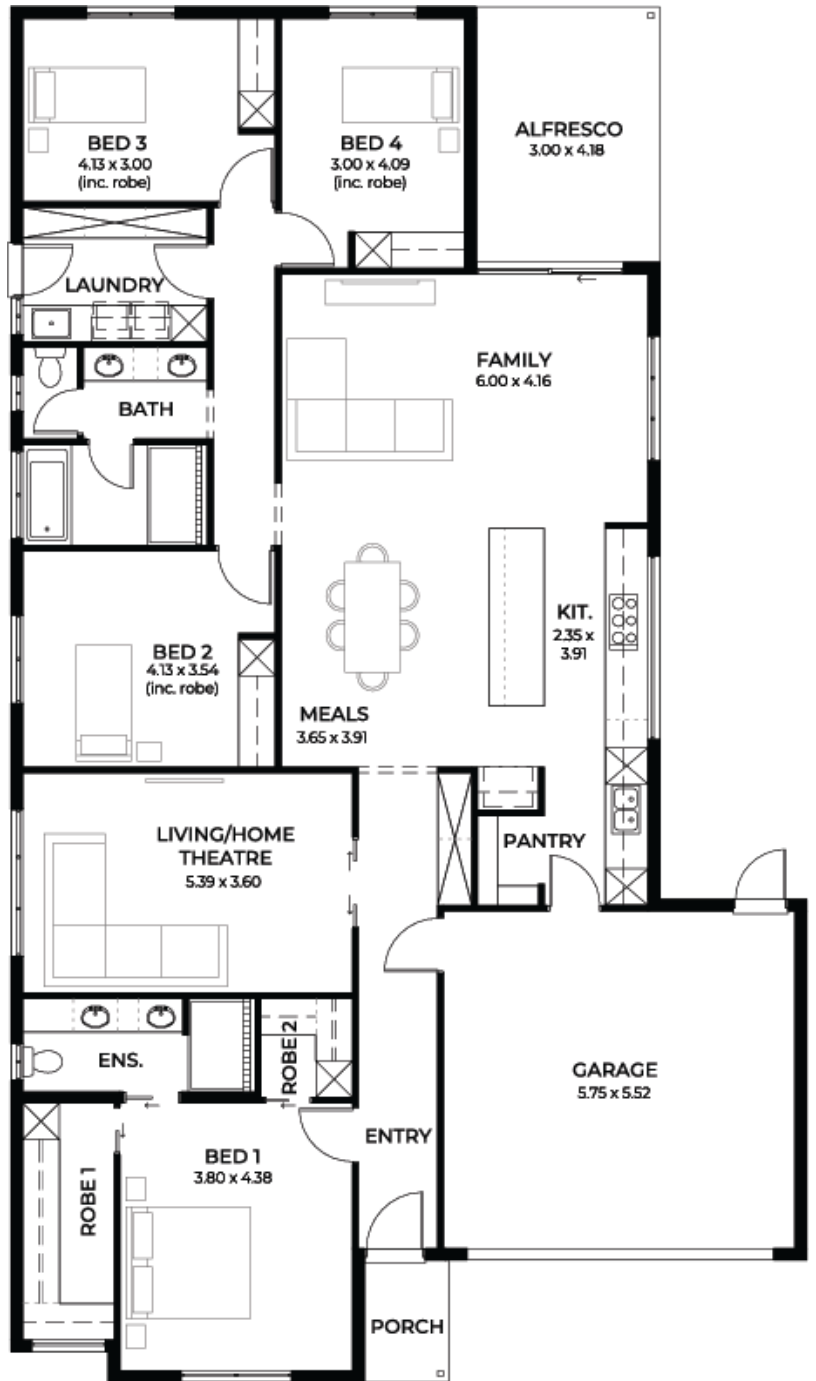 BED 3
4.13 x 3.00
(inc. robe)
BED 4
3.00 x 4.09
(inc. robe)
ALFRESCO
3.00 x 4.18
LAUNDRY
FAMILY
6.00 x 4.16
BATH
KIT.
2.35 x
3.91
BED 2
4.13 x 3.54
(inc. robe)
MEALS
3.65 x 3.91
LIVING/HOME
THEATRE
5.39 x 3.60
PANTRY
ENS.
ROBE 2
GARAGE
5.75 x 5.52
ENTRY
BED 1
3.80 x 4.38
ROBE 1
PORCH